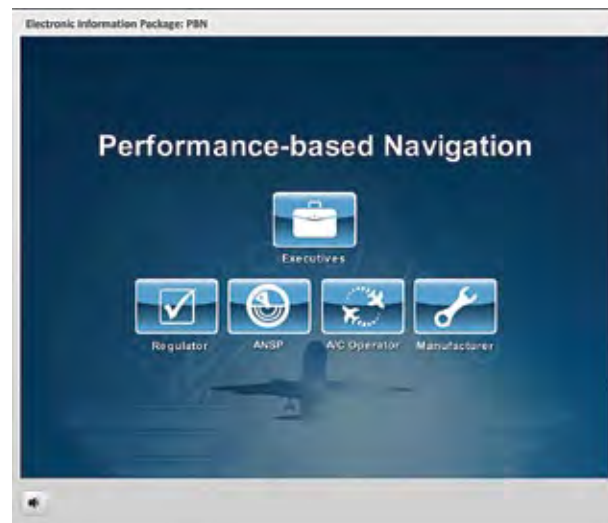 Electronic Information Package: PBN
Performance-based Navigation
Executives
Regulator ANSP A/C Operator Manufacturer